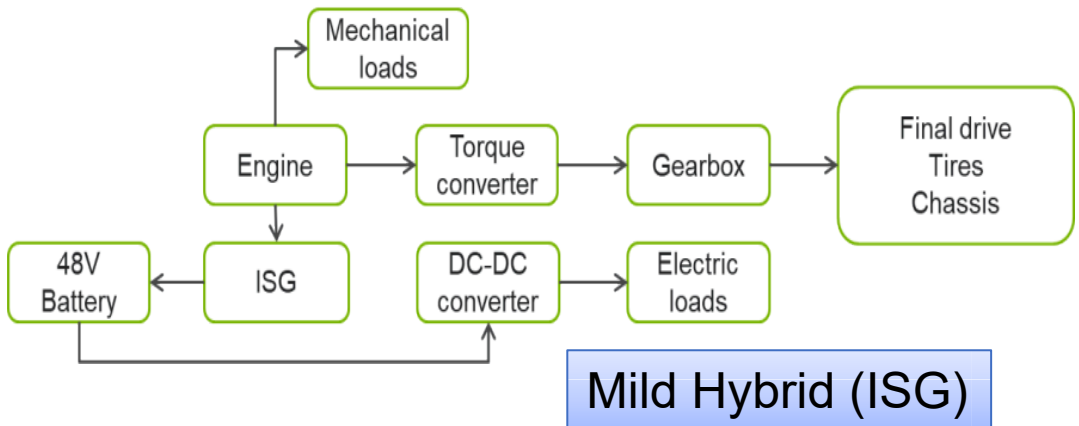 Mechanical
loads
Engine
Torque
converter
Gearbox
Final drive
Tires
Chassis
48V
Battery
ISG
DC-DC
converter
Electric
loads
Mild Hybrid (ISG)